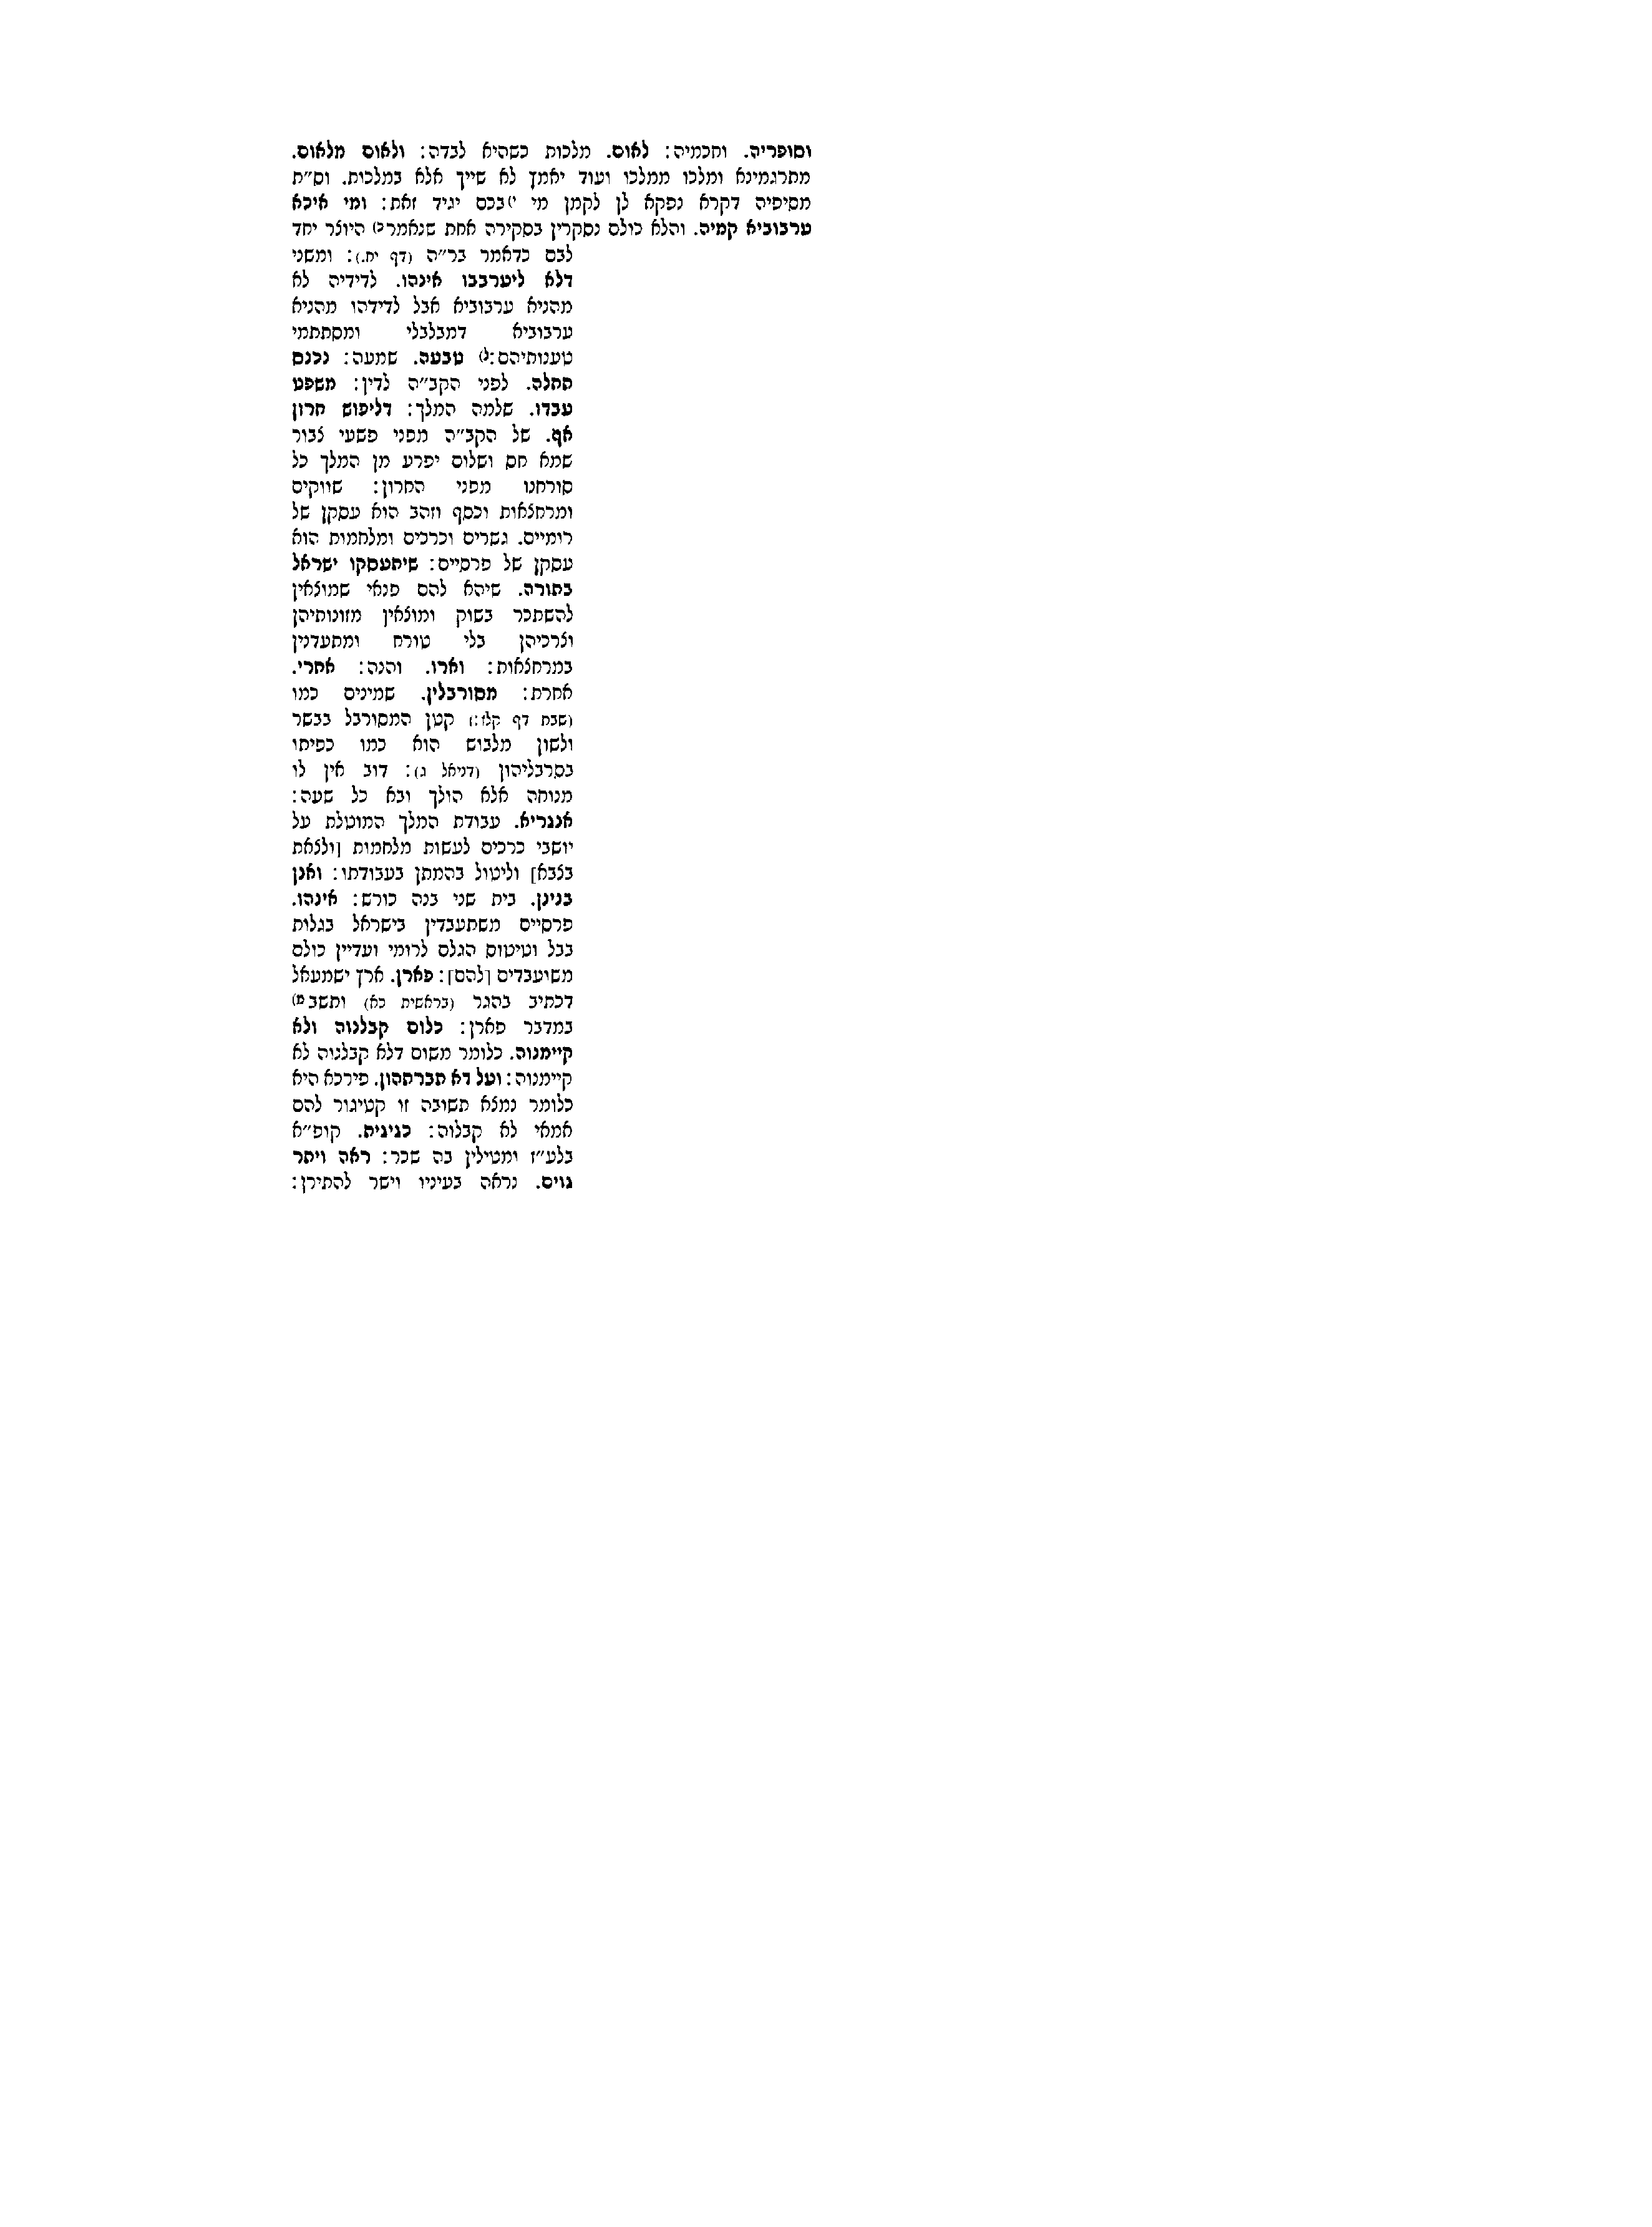 וסופריה. וחכמיה: לאום. מלכות כשהיא לבדה: ולאום מלאום.
מתרגמינא ומלכו ממלכו ועוד יאמץ לא שייך אלא במלכות. וס״ת
מסיפיה דקרא נפקא לן לקמן מי י)בכם יגיד זאת: ומי איכא
ערבוביא קמיה. והלא כולם נסקרין בסקירה אחת שנאמר כ) היוצר יחד
לבם כדאמר בר״ה (דף יח.): ומשני
דלא ליערבבו אינהו. לדידיה לא
מהניא ערבוביא אבל לדידהו מהניא
ערבוביא דמבלבלי ומסתתמי
טענותיהם: ל) טבעה. שמעה: נכנס
תחלה. לפני הקב״ה לדין: משפט
עבדו. שלמה המלך: דליפוש חרון
אף. של הקב״ה מפני פשעי צבור
שמא חס ושלום יפרע מן המלך כל
סורחנו מפני החרון: שווקים
ומרחצאות וכסף וזהב הוא עסקן של
רומיים. גשרים וכרכים ומלחמות הוא
עסקן של פרסיים: שיתעסקו ישראל
בתורה. שיהא להם פנאי שמוצאין
להשתכר בשוק ומוצאין מזונותיהן
וצרכיהן בלי טורח ומתעדנין
במרחצאות: וארו. והנה: אחרי.
אחרת: מסורבלין. שמינים כמו
(שבת דף קלז:) קטן המסורבל בבשר
ולשון מלבוש הוא כמו כפיתו
בסרבליהון (דניאל ג): דוב אין לו
מנוחה אלא הולך ובא כל שעה:
אנגריא. עבודת המלך המוטלת על
יושבי כרכים לעשות מלחמות [ולצאת
בצבא] וליטול בהמתן בעבודתו: ואנן
בנינן. בית שני בנה כורש: אינהו.
פרסיים משתעבדין בישראל בגלות
בבל וטיטוס הגלם לרומי ועדיין כולם
משועבדים [להם]: פארן. ארץ ישמעאל
דכתיב בהגר (בראשית כא) ותשב מ)
במדבר פארן: כלום קבלנוה ולא
קיימנוה. כלומר משום דלא קבלנוה לא
קיימנוה: ועל דא תברתהון. פירכא היא
כלומר נמצא תשובה זו קטיגור להם
אמאי לא קבלוה: כגיגית. קופ״א
בלע״ז ומטילין בה שכר: ראה ויתר
גוים. נראה בעיניו וישר להתירן: